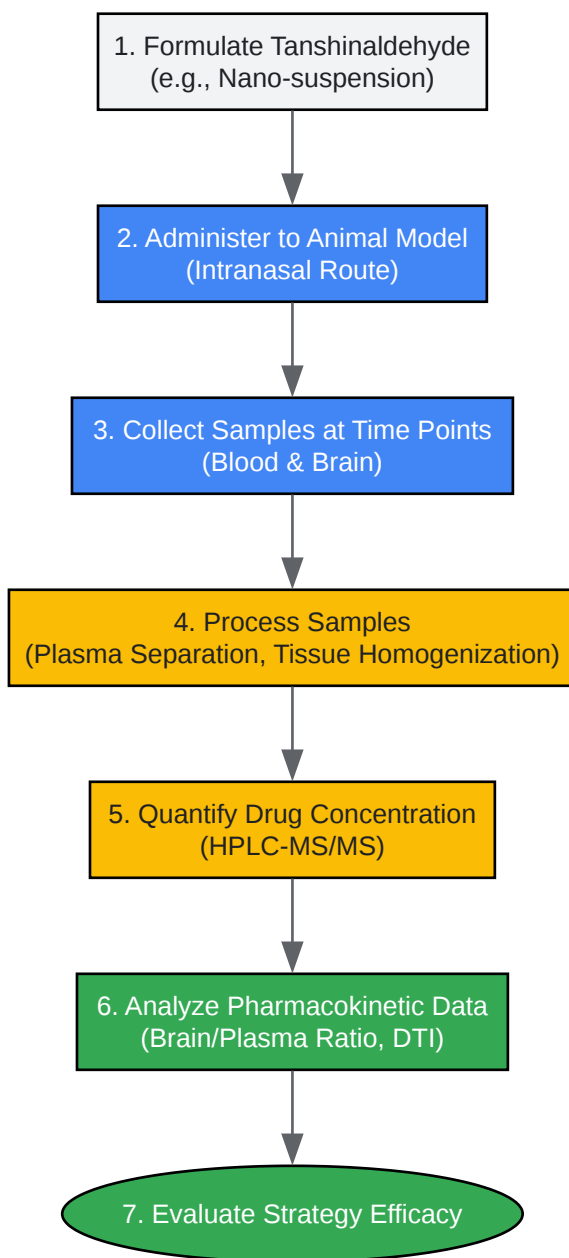 1. Formulate Tanshinaldehyde
(e.g., Nano-suspension)
2. Administer to Animal Model
(Intranasal Route)
3. Collect Samples at Time Points
(Blood & Brain)
4. Process Samples
(Plasma Separation, Tissue Homogenization)
5. Quantify Drug Concentration
(HPLC-MS/MS)
6. Analyze Pharmacokinetic Data
(Brain/Plasma Ratio, DTI)
7. Evaluate Strategy Efficacy